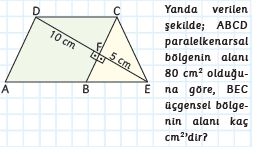 D
C
10 cm
F
5 cm
A
B
E
Yanda verilen
şekilde; ABCD
paralelkenarsal
bölgenin alanı
80 cm² olduğu-
na göre, BEC
üçgensel bölge-
nin alanı kaç
cm²'dir?